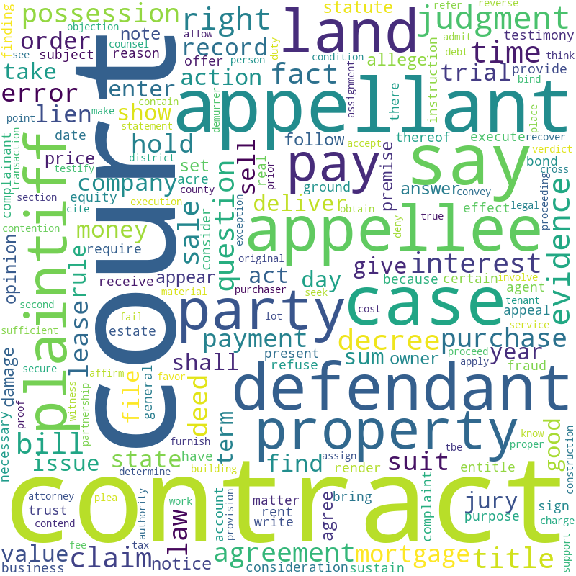 finding
objection
possession
right
statute
refer
reverse
see
counsel
note
allow
admit
think
order
subject
reason
offer
person
duty
debt
land
judgment
condition
bind
testimony
take
enter
record
time
provide
error
point
make
action
fact
allege
trial
lien
contain
show
statement
there
instruction
complainant
transaction
date
testify
hold
demurrer
assignment
appellant
execute
recover
place
verdict
price
district
follow
thereof
section
equity
company
set
real
acre
county
sell
ground
pay
premise
say
bond
cross
contention
cite
execution
consider
exception
prior
deliver
accept
answer
effect
legal
proceeding
plaintiff
court
money
sale
question
obtain
deny
convey
evidence
opinion
rule
require
appear
act
day
true
appellee
because
certain
involve
receive
original
give
interest
agent
tenant
appeal
second
lease
material
purchaser
seek
service
sufficient
fail
estate
party
lot
cost
case
secure
witness
affirm
favor
payment
decree
purchase
damage
proof
partnership
file
general
shall
present
refuse
sum
owner
proceed
apply
year
fraud
necessary
deed
defendant
bill
furnish
term
property
tbe
know
proper
good
construction
issue
state
have
building
find
assign
render
suit
entitle
determine
contract
attorney
plea
authority
work
account
provision
matter
rent
write
bring
agree
complaint
jury
purpose
sign
charge
support
trust
contend
law
value
claim
tax
fee
notice
agreement
mortgage
title
business
consideration
sustain